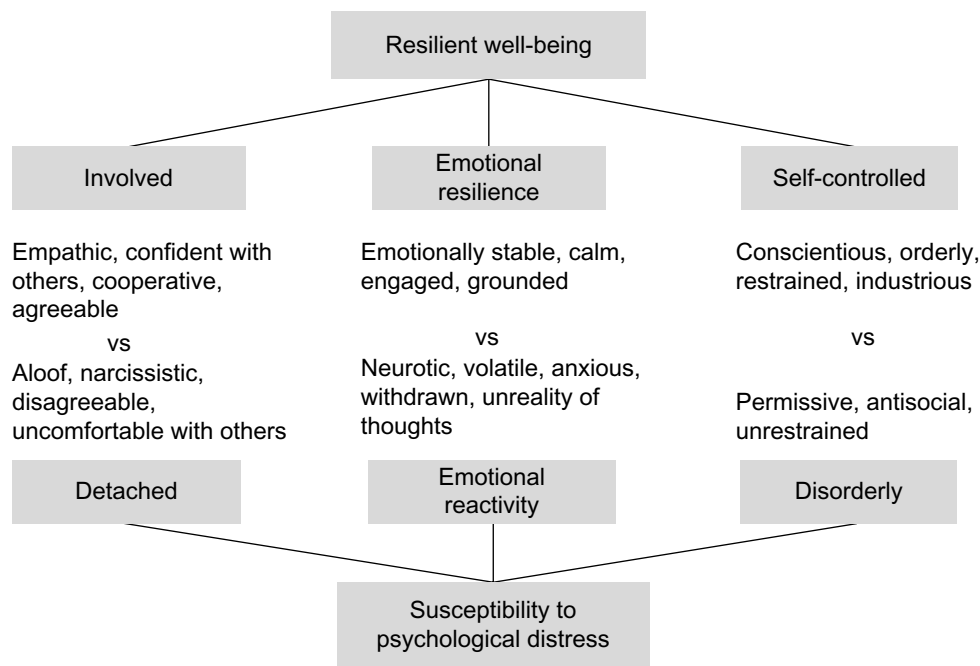 Resilient well-being
Involved
Emotional
resilience
Self-controlled
Empathic, confident with
others, cooperative,
agreeable
vs
Aloof, narcissistic,
disagreeable,
uncomfortable with others
Emotionally stable, calm,
engaged, grounded
vs
Neurotic, volatile, anxious,
withdrawn, unreality of
thoughts
Conscientious, orderly,
restrained, industrious
vs
Permissive, antisocial,
unrestrained
Detached
Emotional
reactivity
Disorderly
Susceptibility to
psychological distress